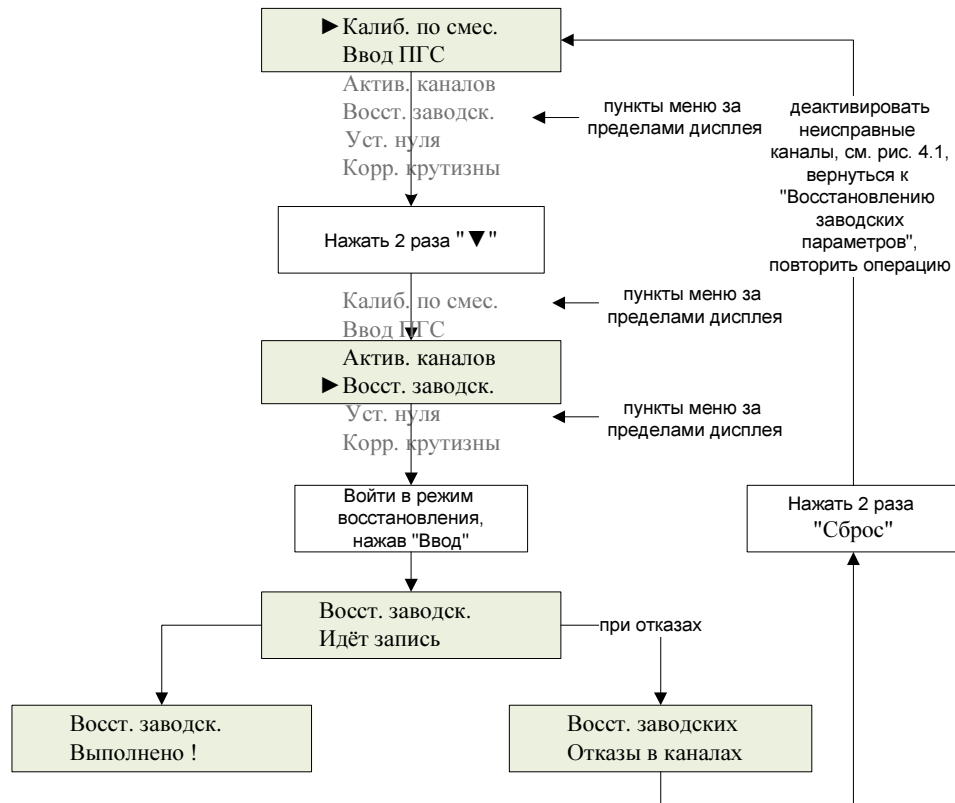 ►Калиб. по смес.
Ввод ПГС
Актив. каналов
Восст. заводск.
Уст. нуля
Корр. крутизны
пункты меню за
пределами дисплея
деактивировать
неисправные
каналы, см. рис. 4.1,
вернуться к
"Восстановлению
заводских
параметров",
повторить операцию
Нажать 2 раза "▼"
Калиб. по смес.
Ввод ПГС
пункты меню за
пределами дисплея
Актив. каналов
►Восст. заводск.
Уст. нуля
Корр. крутизны
пункты меню за
пределами дисплея
Войти в режим
восстановления,
нажав "Ввод"
Нажать 2 раза
"Сброс"
Восст. заводск.
Идёт запись
при отказах
Восст. заводск.
Выполнено !
Восст. заводских
Отказы в каналах